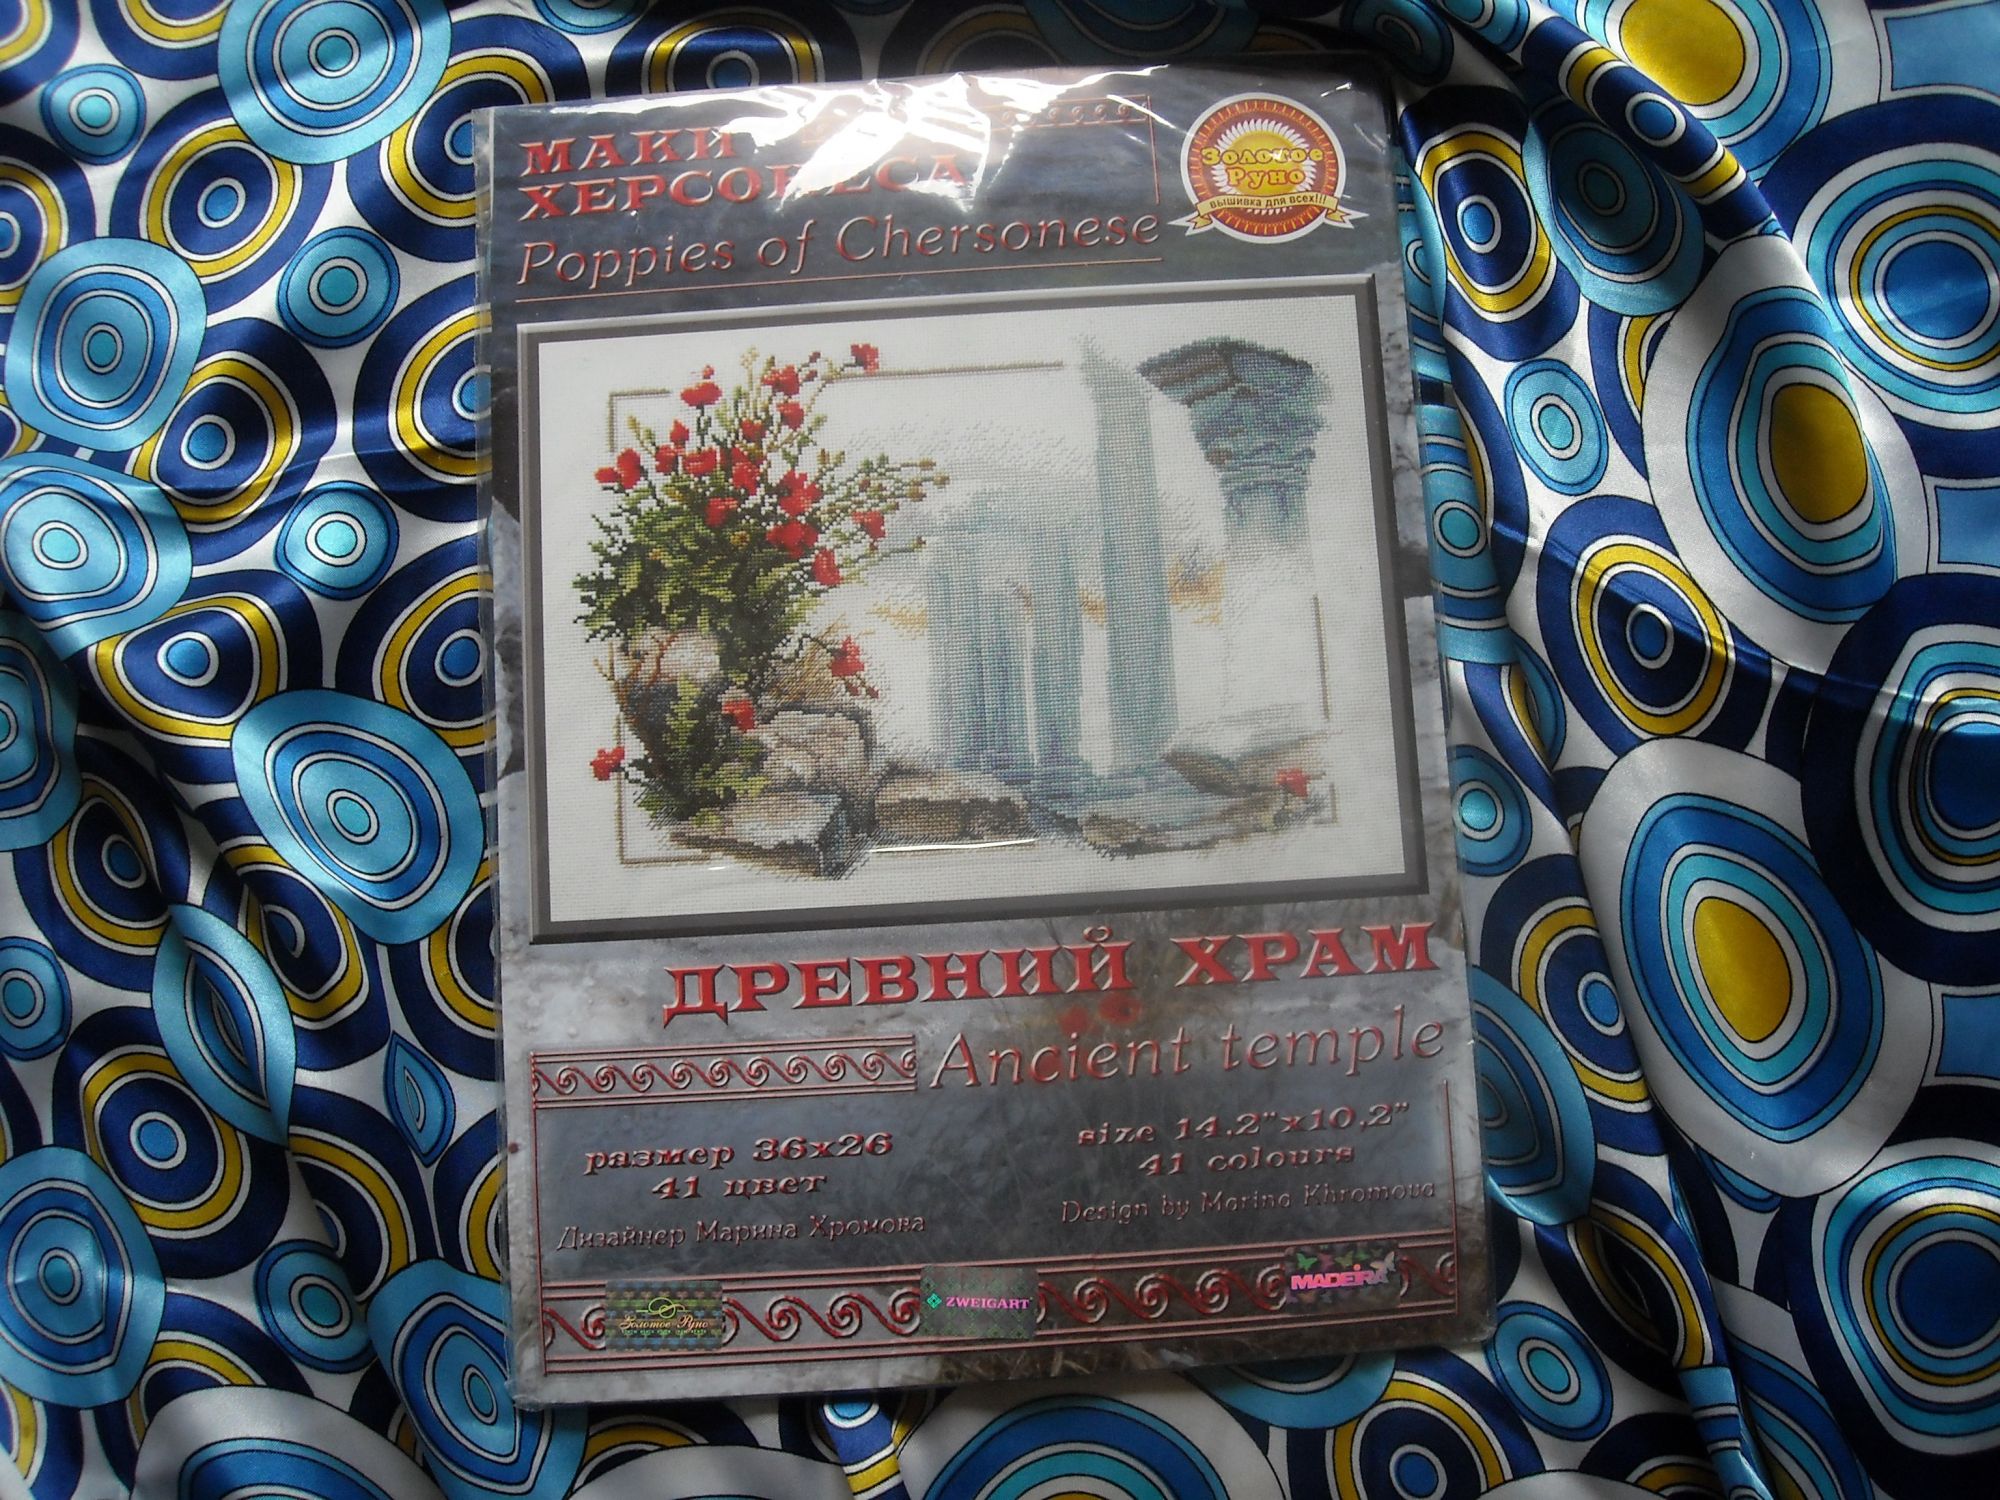 МАКИ
ХЕРСОНЕСА
Poppies of Chersonese
Золотое
Руно
вышивка для всех!!!
ДРЕВНИЙ ХРАМ
Ancient temple
размер 36x26
41 цвет
Дизайнер Марина Хромова
size 14.2"x10.2"
41 colours
Design by Marina Khromova
Золотое Руно
ZWEIGART
MADEIRA